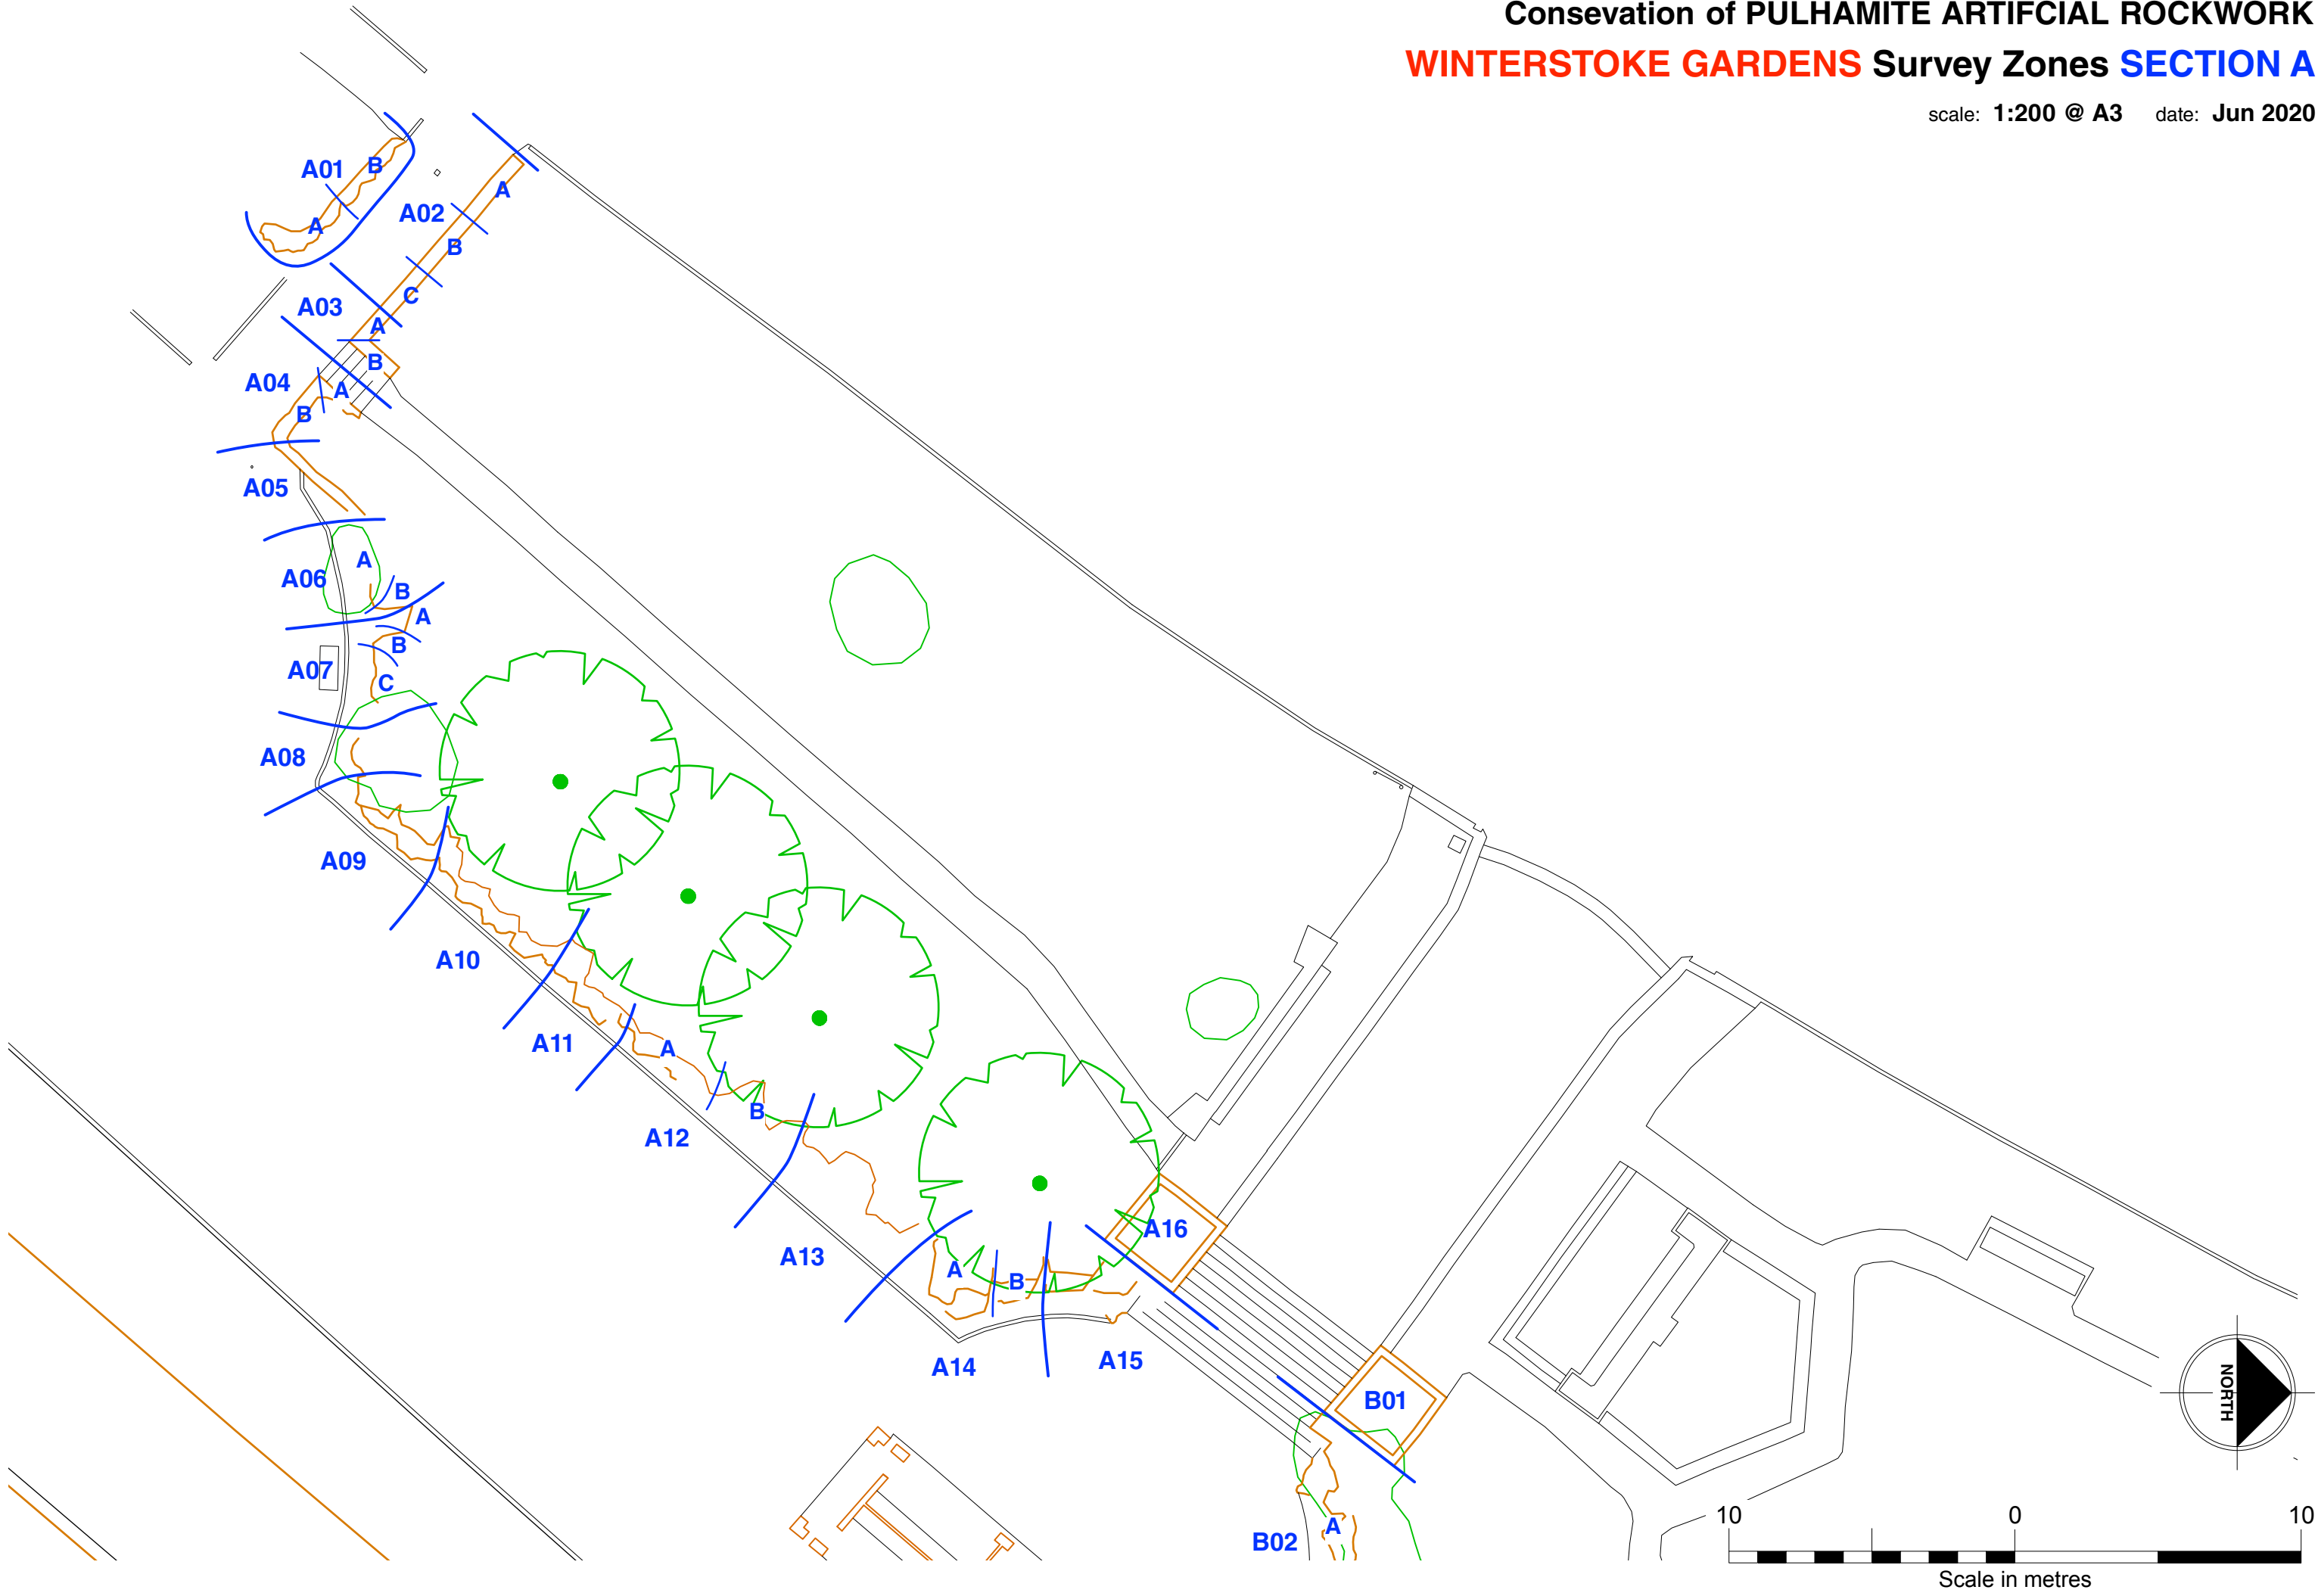 Consevation of PULHAMITE ARTIFCIAL ROCKWORK
WINTERSTOKE GARDENS Survey Zones SECTION A
scale: 1:200 @ A3 date: Jun 2020
A01
B
A
A02
A
B
C
A03
A
B
A04
A
B
A05
A06
A
B
A07
A
B
C
A08
A09
A10
A11
A12
A
B
A13
A14
A
B
A15
A16
B01
B02
A
NORTH
10 0 10
Scale in metres